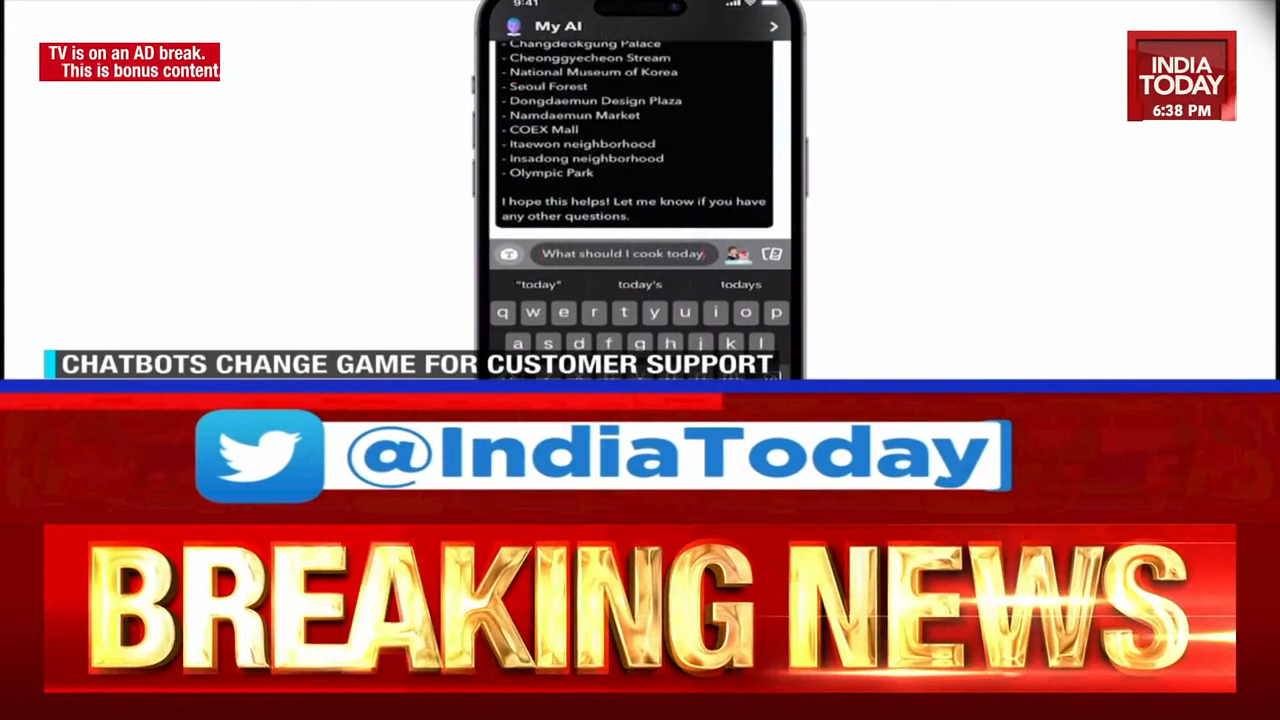 TV is on an AD break.
This is bonus content.
INDIA
TODAY
6:38 PM
9:41
My AI
- Changdeokgung Palace
- Cheonggyecheon Stream
- National Museum of Korea
- Seoul Forest
- Dongdaemun Design Plaza
- Namdaemun Market
- COEX Mall
- Itaewon neighborhood
- Insadong neighborhood
- Olympic Park
I hope this helps! Let me know if you have
any other questions.
What should I cook today
"today" today's todays
q w e r t y u i o p
a s d f g h j k l
CHATBOTS CHANGE GAME FOR CUSTOMER SUPPORT
@IndiaToday
BREAKING NEWS